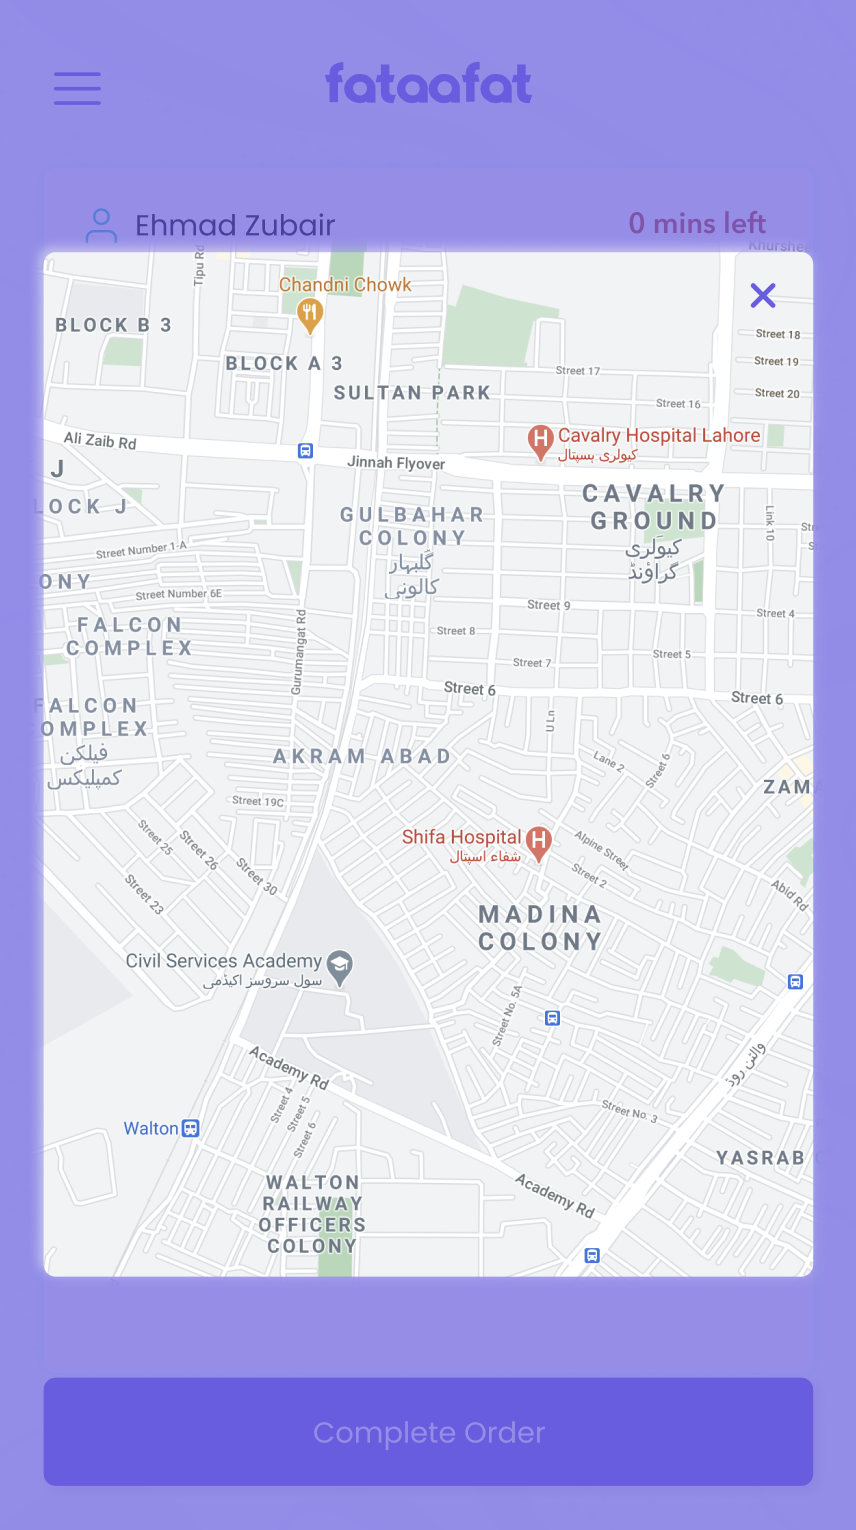 fataafat
Ehmad Zubair
0 mins left
Khurshee
Tipu Rd
Chandni Chowk
BLOCK B 3
Street 18
BLOCK A 3
Street 19
Street 17
SULTAN PARK
Street 20
Street 16
Ali Zaib Rd
Cavalry Hospital Lahore
کیولری ہسپتال
Jinnah Flyover
J
LOCK J
CAVALRY
GROUND
کیولری
گراؤنڈ
GULBAHAR
COLONY
گلبہار
کالونی
Link 10
Str
S
Street Number 1-A
ONY
Street Number 6E
Street 9
Street 4
FALCON
COMPLEX
Street 8
Gurumangat Rd
Street 7
Street 5
Street 6
Street 6
FALCON
OMPLEX
فیلکن
کمپلیکس
U Ln
AKRAM ABAD
Lane 2
Street 6
ZAMA
Street 19C
Street 25
Street 26
Street 30
Street 23
Shifa Hospital
شفاء اسپتال
Alpine Street
Street 2
Abid Rd
MADINA
COLONY
Civil Services Academy
سول سروسز اکیڈمی
Street No. 5A
والٹن روڈ
Academy Rd
Street 4
Street 5
Street 6
Walton
Street No. 3
YASRAB
WALTON
RAILWAY
OFFICERS
COLONY
Academy Rd
Complete Order